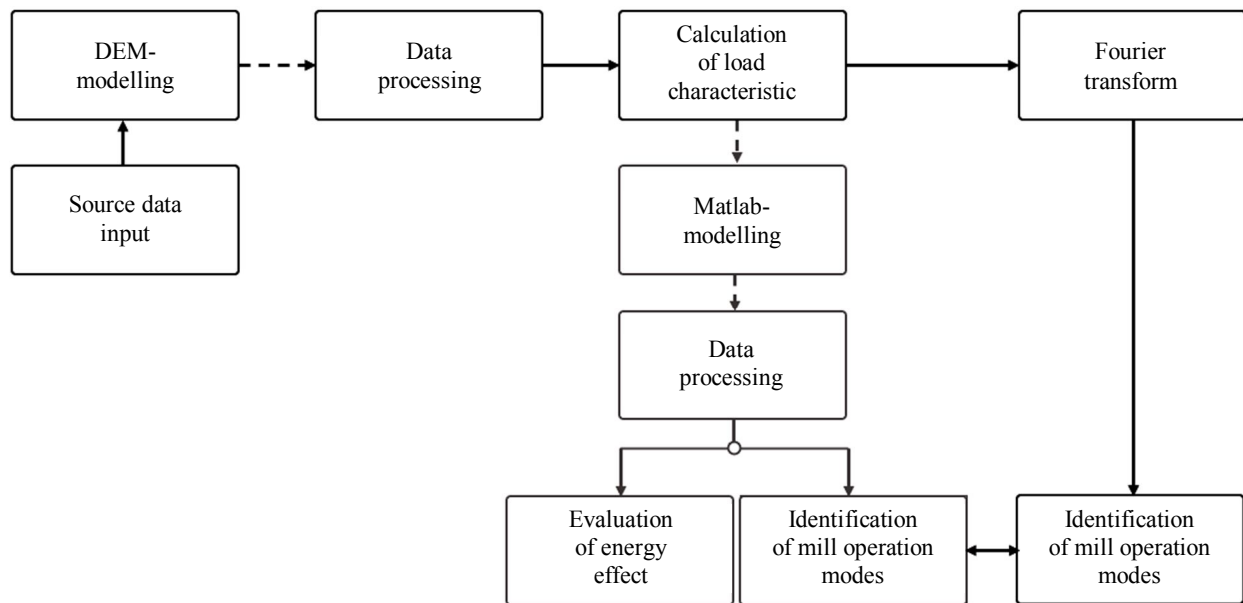 DEM-
modelling
Data
processing
Calculation
of load
characteristic
Fourier
transform
Source data
input
Matlab-
modelling
Data
processing
Evaluation
of energy
effect
Identification
of mill operation
modes
Identification
of mill operation
modes